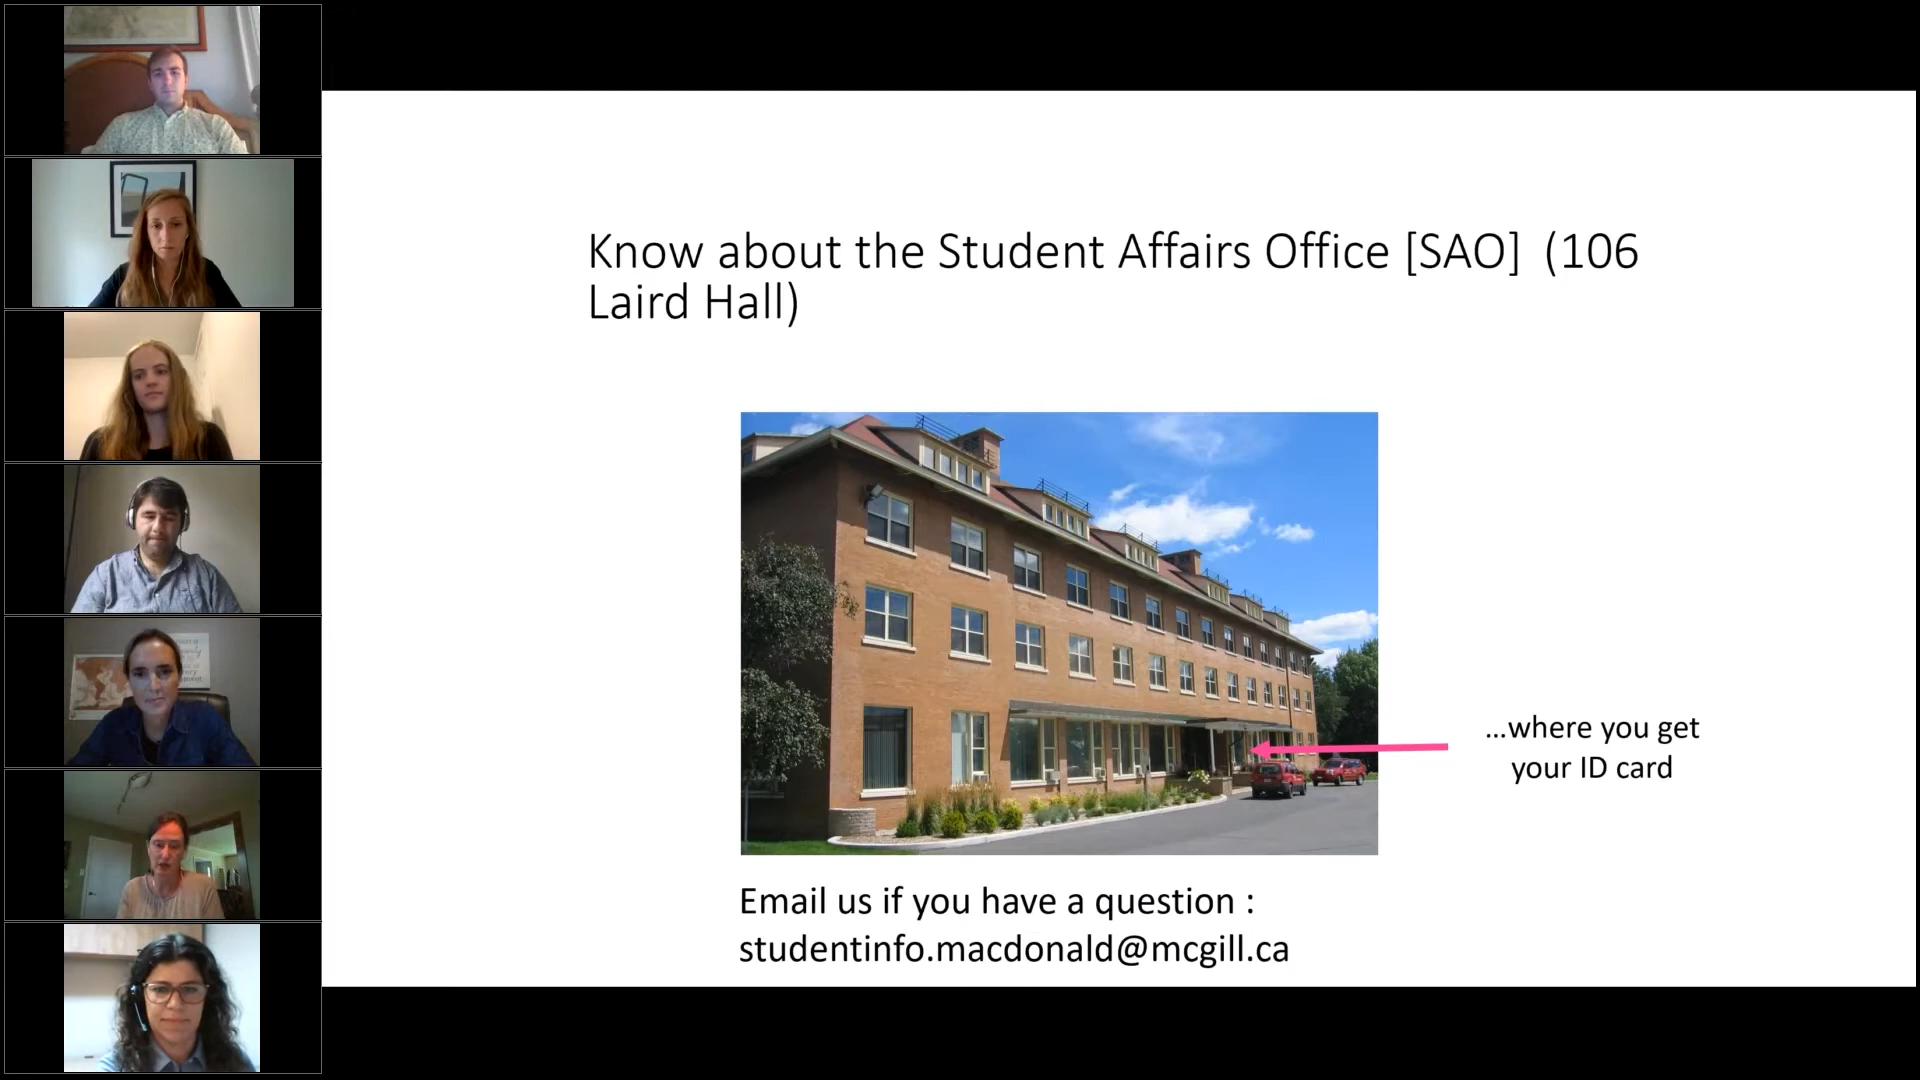 Know about the Student Affairs Office [SAO] (106
Laird Hall)
...where you get
your ID card
Email us if you have a question :
studentinfo.macdonald@mcgill.ca